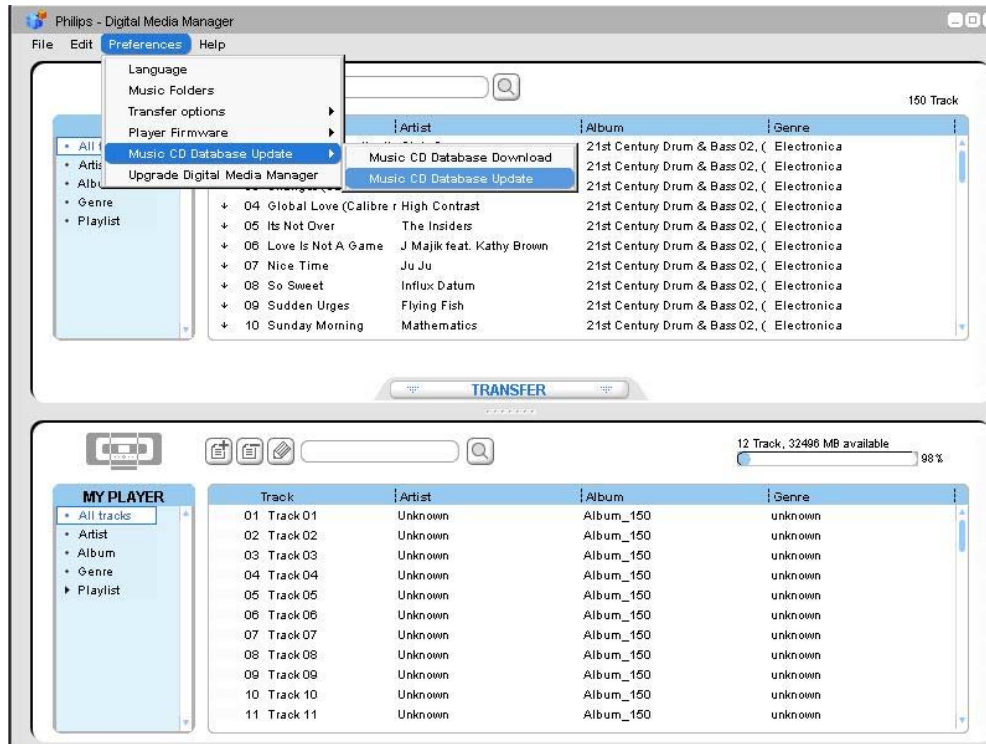 Philips - Digital Media Manager
File Edit Preferences Help
Language
Music Folders
Transfer options
Player Firmware
Music CD Database Update
Upgrade Digital Media Manager
Music CD Database Download
Music CD Database Update
150 Track
Artist Album Genre
All
21st Century Drum & Bass 02, ( Electronica
21st Century Drum & Bass 02, ( Electronica
21st Century Drum & Bass 02, ( Electronica
Genre
Playlist
04 Global Love (Calibre r High Contrast 21st Century Drum & Bass 02, ( Electronica
05 Its Not Over The Insiders 21st Century Drum & Bass 02, ( Electronica
06 Love Is Not A Game J Majik feat. Kathy Brown 21st Century Drum & Bass 02, ( Electronica
07 Nice Time Ju Ju 21st Century Drum & Bass 02, ( Electronica
08 So Sweet Influx Datum 21st Century Drum & Bass 02, ( Electronica
09 Sudden Urges Flying Fish 21st Century Drum & Bass 02, ( Electronica
10 Sunday Morning Mathematics 21st Century Drum & Bass 02, ( Electronica
TRANSFER
12 Track, 32496 MB available
98%
MY PLAYER
All tracks
Artist
Album
Genre
Playlist
Track Artist Album Genre
01 Track 01 Unknown Album_150 unknown
02 Track 02 Unknown Album_150 unknown
03 Track 03 Unknown Album_150 unknown
04 Track 04 Unknown Album_150 unknown
05 Track 05 Unknown Album_150 unknown
06 Track 06 Unknown Album_150 unknown
07 Track 07 Unknown Album_150 unknown
08 Track 08 Unknown Album_150 unknown
09 Track 09 Unknown Album_150 unknown
10 Track 10 Unknown Album_150 unknown
11 Track 11 Unknown Album_150 unknown